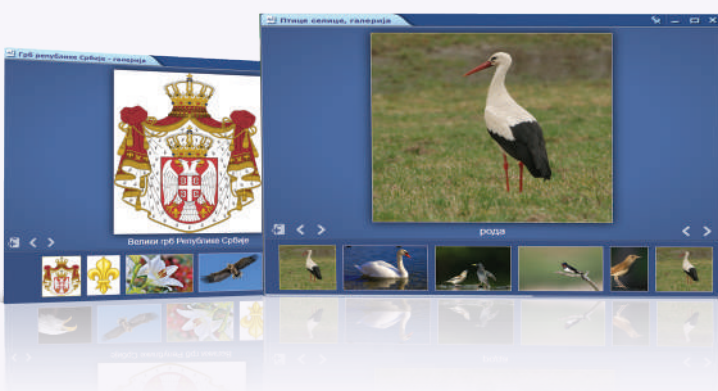 Грб републике Србије - галерија
Велики грб Републике Србије
Птице селице, галерија
рода